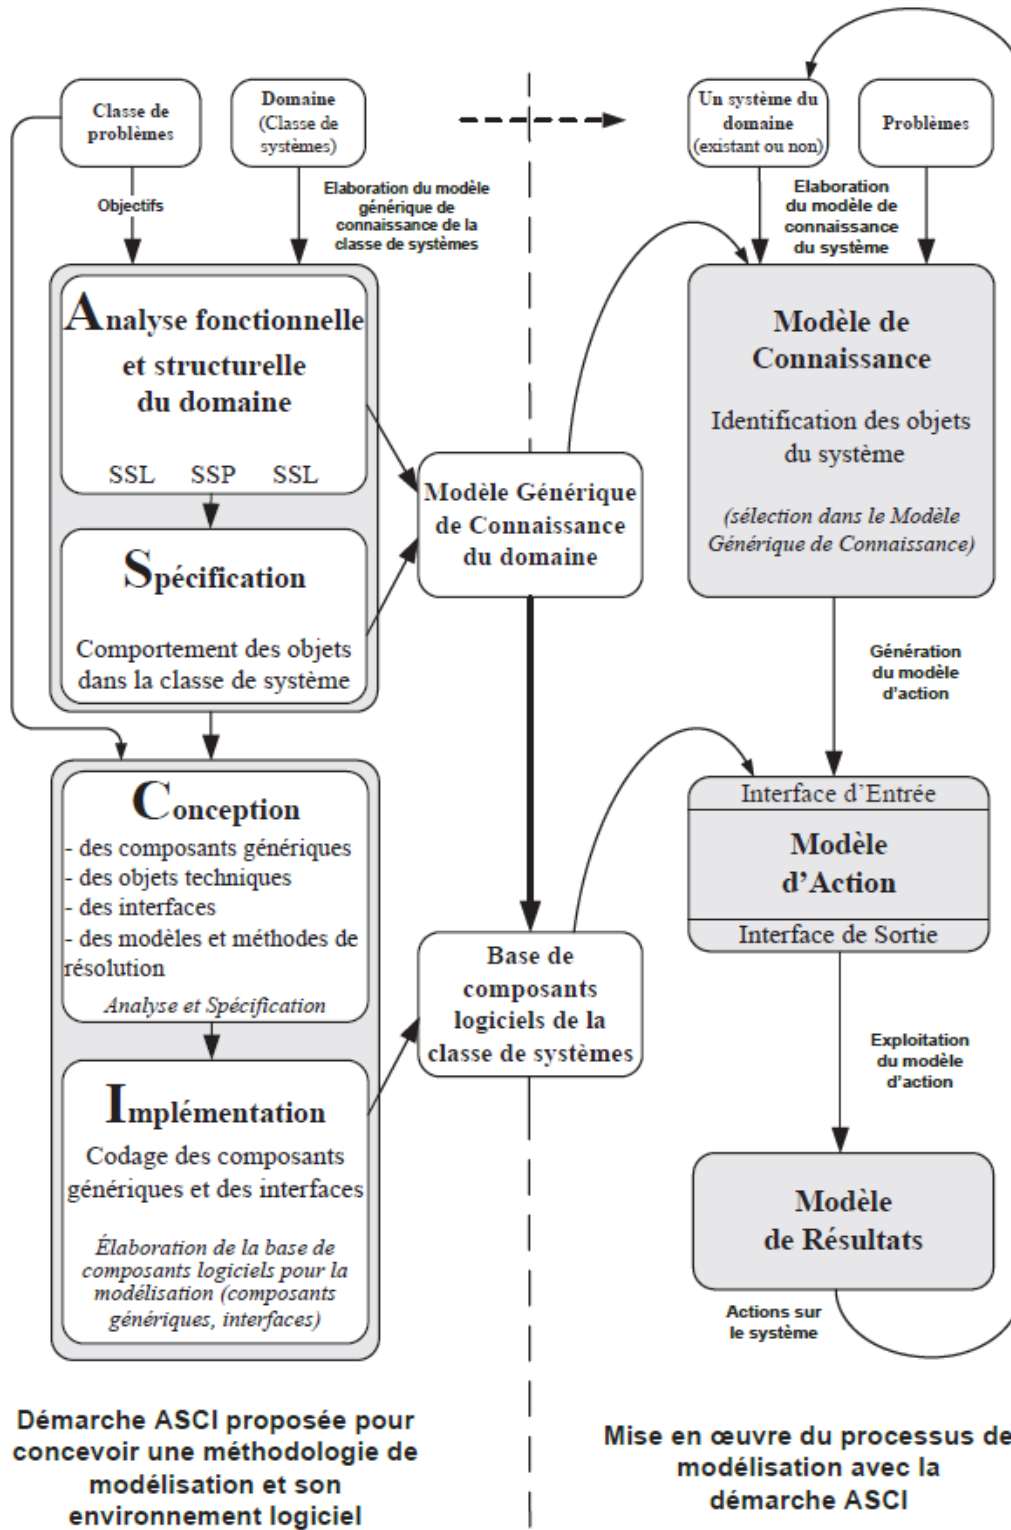 Classe de
problèmes
Domaine
(Classe de
systèmes)
Objectifs
Elaboration du modèle
générique de
connaissance de la
classe de systèmes
Analyse fonctionnelle
et structurelle
du domaine
SSL SSP SSL
Spécification
Comportement des objets
dans la classe de système
Conception
- des composants génériques
- des objets techniques
- des interfaces
- des modèles et méthodes de
résolution
Analyse et Spécification
Implémentation
Codage des composants
génériques et des interfaces
Élaboration de la base de
composants logiciels pour la
modélisation (composants
génériques, interfaces)
Modèle Générique
de Connaissance
du domaine
Base de
composants
logiciels de la
classe de systèmes
Un système du
domaine
(existant ou non)
Problèmes
Elaboration
du modèle de
connaissance
du système
Modèle de
Connaissance
Identification des objets
du système
(sélection dans le Modèle
Générique de Connaissance)
Génération
du modèle
d'action
Interface d'Entrée
Modèle
d'Action
Interface de Sortie
Exploitation
du modèle
d'action
Modèle
de Résultats
Actions sur
le système
Démarche ASCI proposée pour
concevoir une méthodologie de
modélisation et son
environnement logiciel
Mise en œuvre du processus de
modélisation avec la
démarche ASCI